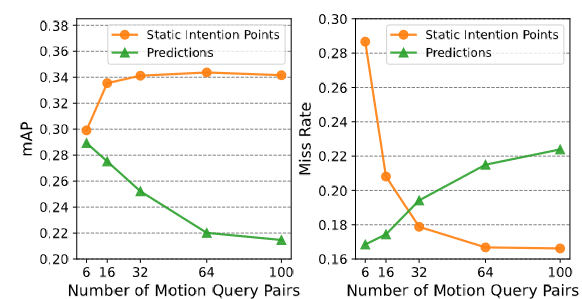 0.38
0.36
0.34
0.32
0.30
0.28
0.26
0.24
0.22
0.20
mAP
Static Intention Points
Predictions
6 16 32 64 100
Number of Motion Query Pairs
0.30
0.28
0.26
0.24
0.22
0.20
0.18
0.16
Miss Rate
Static Intention Points
Predictions
6 16 32 64 100
Number of Motion Query Pairs